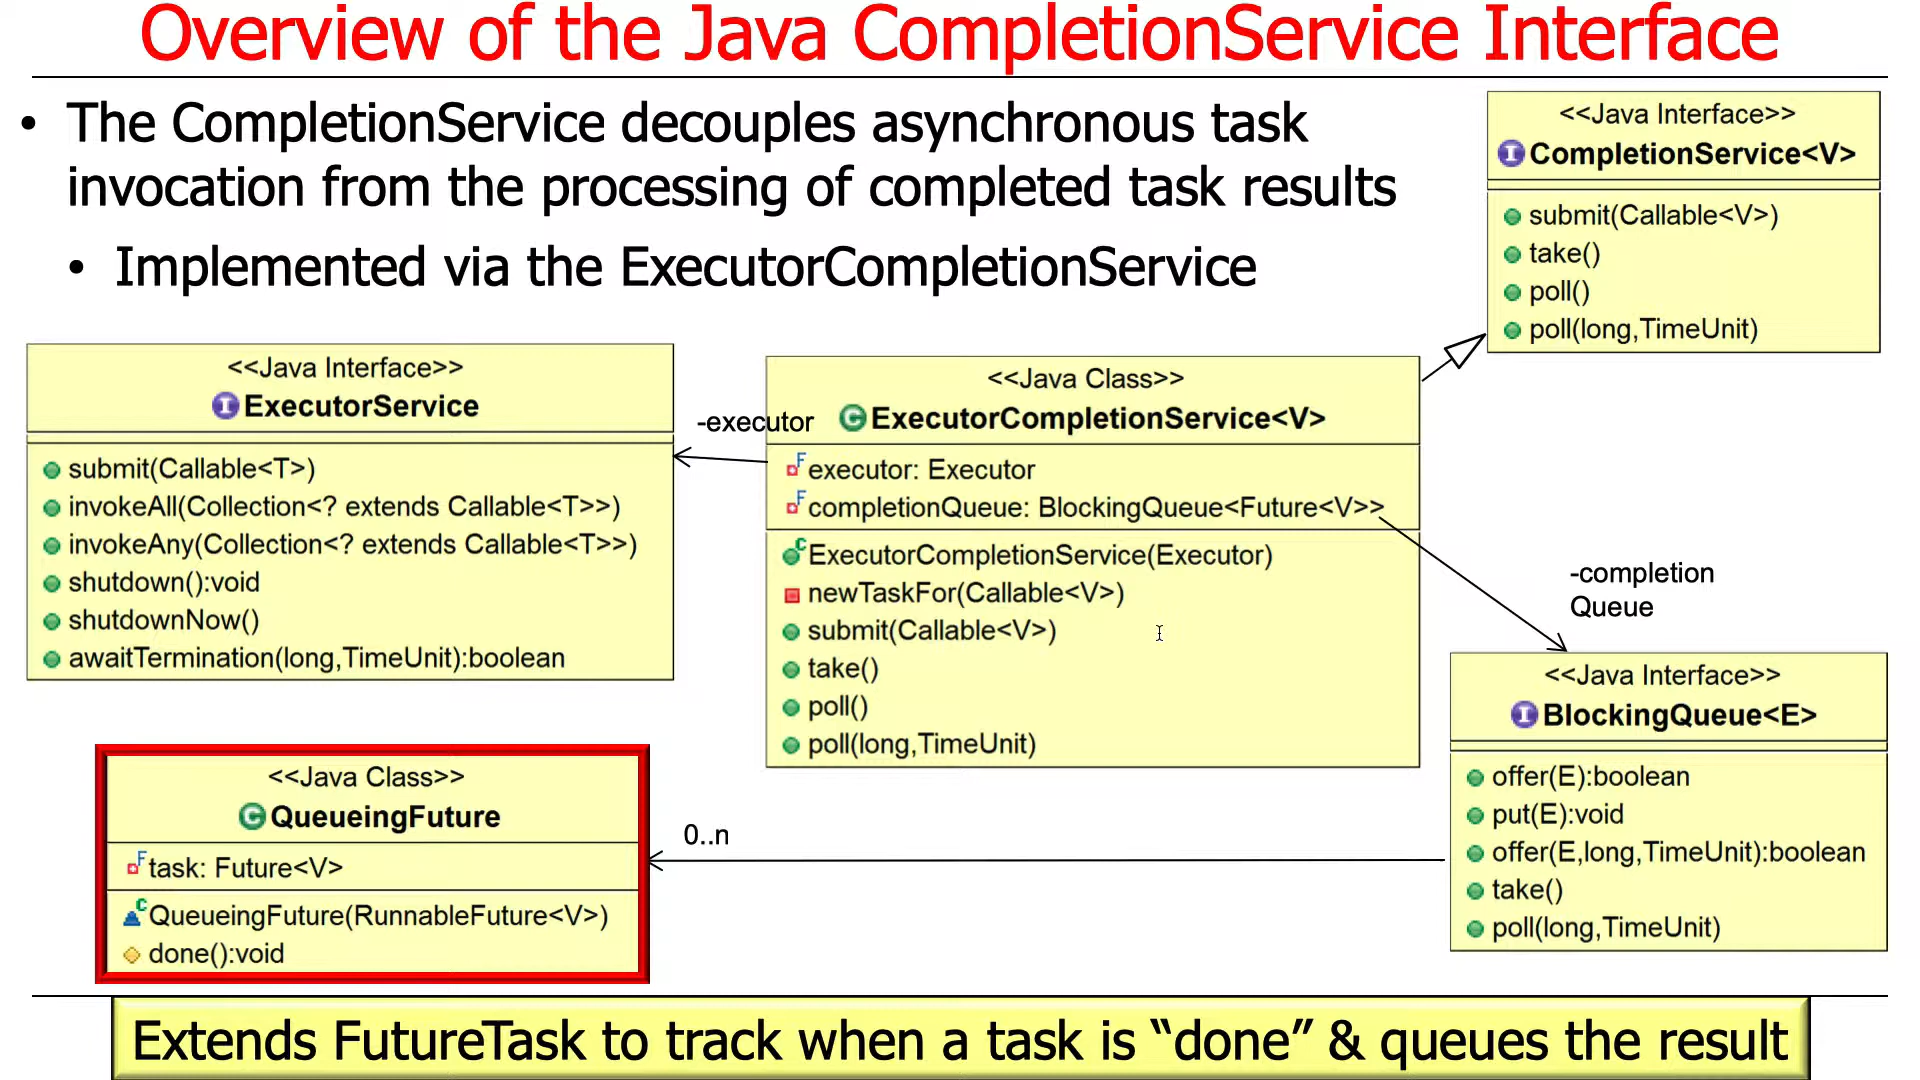 Overview of the Java CompletionService Interface
• The CompletionService decouples asynchronous task
invocation from the processing of completed task results
• Implemented via the ExecutorCompletionService
<<Java Interface>>
CompletionService<V>
submit(Callable<V>)
take()
poll()
poll(long,TimeUnit)
<<Java Interface>>
ExecutorService
submit(Callable<T>)
invokeAll(Collection<? extends Callable<T>>)
invokeAny(Collection<? extends Callable<T>>)
shutdown():void
shutdownNow()
awaitTermination(long,TimeUnit):boolean
-executor
<<Java Class>>
ExecutorCompletionService<V>
executor: Executor
completionQueue: BlockingQueue<Future<V>>
ExecutorCompletionService(Executor)
newTaskFor(Callable<V>)
submit(Callable<V>)
take()
poll()
poll(long,TimeUnit)
-completion
Queue
<<Java Interface>>
BlockingQueue<E>
offer(E):boolean
put(E):void
offer(E,long,TimeUnit):boolean
take()
poll(long,TimeUnit)
<<Java Class>>
QueueingFuture
task: Future<V>
QueueingFuture(RunnableFuture<V>)
done():void
0..n
Extends FutureTask to track when a task is “done” & queues the result